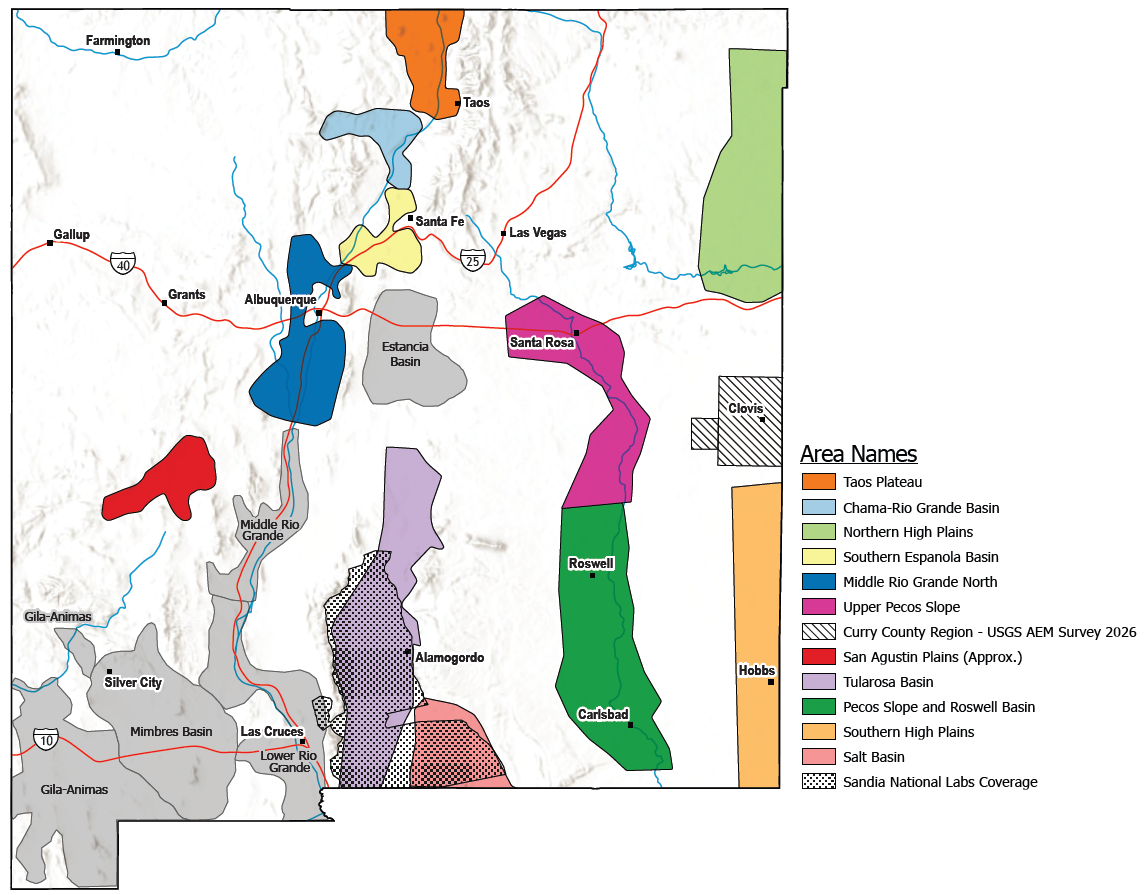 Farmington
Taos
Santa Fe
Las Vegas
Gallup
40
25
Grants
Albuquerque
Estancia
Basin
Santa Rosa
Clovis
Middle Rio
Grande
Roswell
Gila-Animas
Alamogordo
Silver City
Hobbs
Carlsbad
Mimbres Basin
Las Cruces
10
Lower Rio
Grande
Gila-Animas
Area Names
Taos Plateau
Chama-Rio Grande Basin
Northern High Plains
Southern Espanola Basin
Middle Rio Grande North
Upper Pecos Slope
Curry County Region - USGS AEM Survey 2026
San Agustin Plains (Approx.)
Tularosa Basin
Pecos Slope and Roswell Basin
Southern High Plains
Salt Basin
Sandia National Labs Coverage